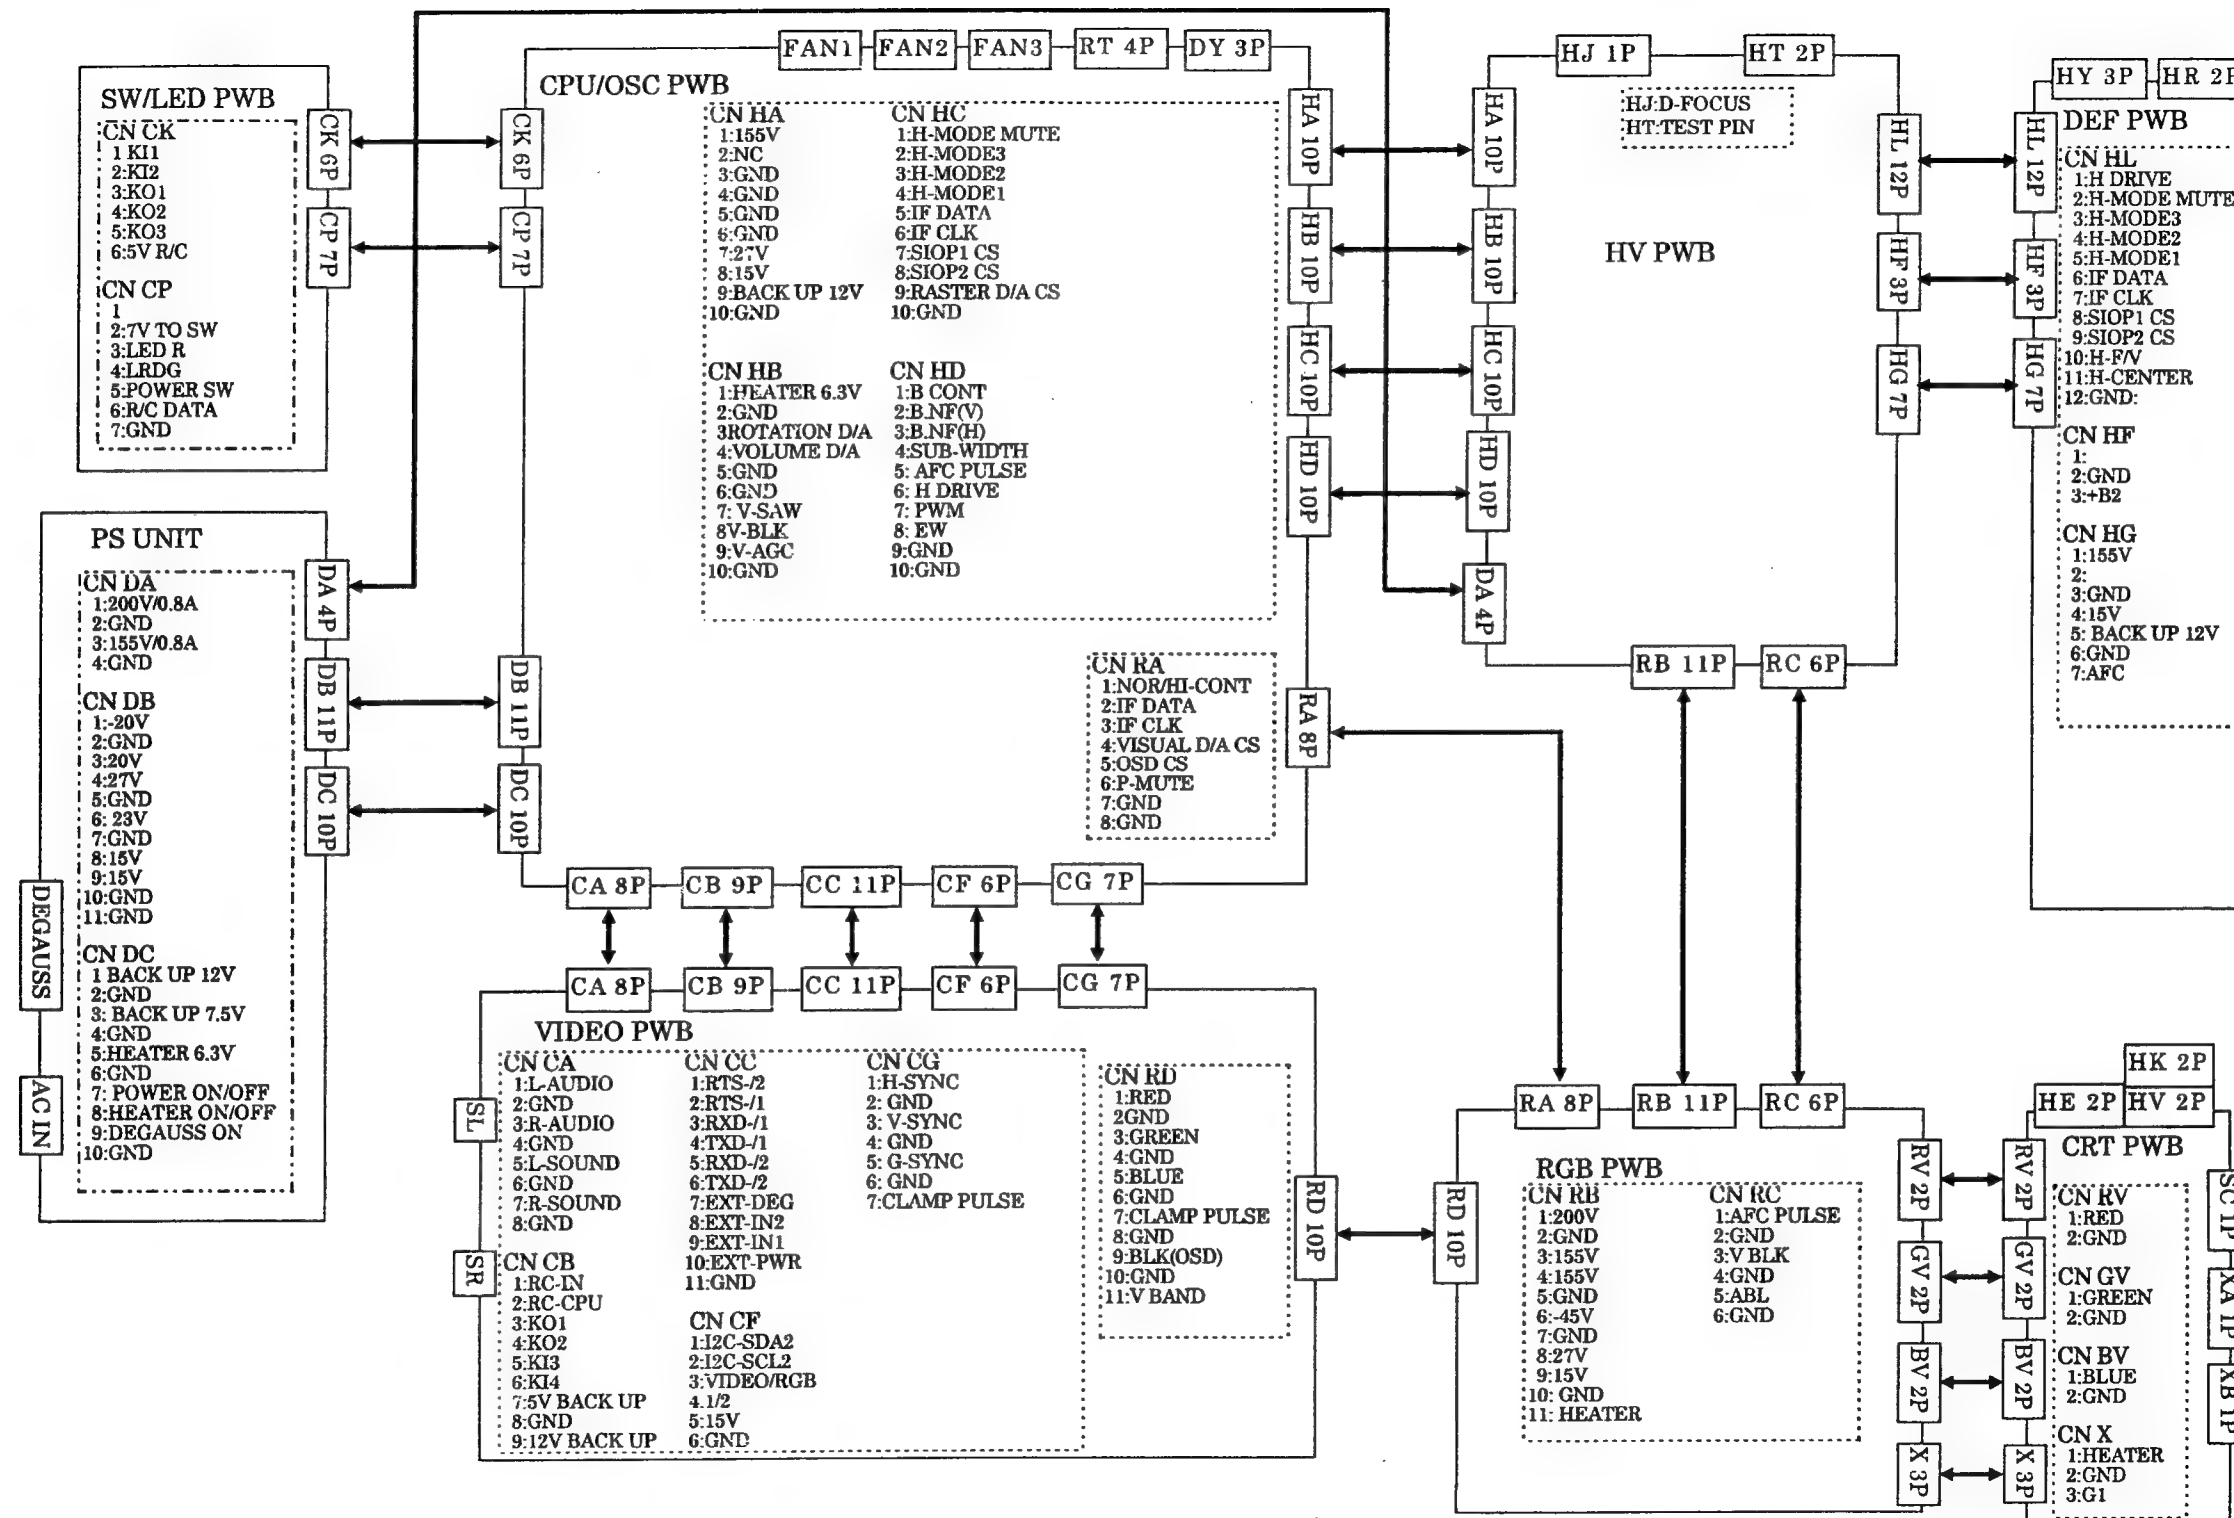 FAN1
FAN2
FAN3
RT 4P
DY 3P
SW/LED PWB
CN CK
1 KI1
2:KI2
3:KO1
4:KO2
5:KO3
6:5V R/C
CN CP
1
2:7V TO SW
3:LED R
4:LRDG
5:POWER SW
6:R/C DATA
7:GND
CK 6P
CP 7P
CK 6P
CP 7P
PS UNIT
CN DA
1:200V/0.8A
2:GND
3:155V/0.8A
4:GND
CN DB
1:-20V
2:GND
3:20V
4:27V
5:GND
6: 23V
7:GND
8:15V
9:15V
10:GND
11:GND
CN DC
1 BACK UP 12V
2:GND
3: BACK UP 7.5V
4:GND
5:HEATER 6.3V
6:GND
7: POWER ON/OFF
8:HEATER ON/OFF
9:DEGAUSS ON
10:GND
DEGAUSS
AC IN
DA 4P
DB 11P
DC 10P
DB 11P
DC 10P
CPU/OSC PWB
CN HA
1:155V
2:NC
3:GND
4:GND
5:GND
6:GND
7:27V
8:15V
9:BACK UP 12V
10:GND
CN HC
1:H-MODE MUTE
2:H-MODE3
3:H-MODE2
4:H-MODE1
5:IF DATA
6:IF CLK
7:SIOP1 CS
8:SIOP2 CS
9:RASTER D/A CS
10:GND
CN HB
1:HEATER 6.3V
2:GND
3ROTATION D/A
4:VOLUME D/A
5:GND
6:GND
7: V-SAW
8V-BLK
9:V-AGC
10:GND
CN HD
1:B CONT
2:B.NF(V)
3:B.NF(H)
4:SUB-WIDTH
5: AFC PULSE
6: H DRIVE
7: PWM
8: EW
9:GND
10:GND
CN RA
1:NOR/HI-CONT
2:IF DATA
3:IF CLK
4:VISUAL D/A CS
5:OSD CS
6:P-MUTE
7:GND
8:GND
HA 10P
HB 10P
HC 10P
HD 10P
RA 8P
CA 8P
CB 9P
CC 11P
CF 6P
CG 7P
CA 8P
CB 9P
CC 11P
CF 6P
CG 7P
VIDEO PWB
CN CA
1:L-AUDIO
2:GND
3:R-AUDIO
4:GND
5:L-SOUND
6:GND
7:R-SOUND
8:GND
CN CB
1:RC-IN
2:RC-CPU
3:KO1
4:KO2
5:KI3
6:KI4
7:5V BACK UP
8:GND
9:12V BACK UP
CN CC
1:RTS-/2
2:RTS-/1
3:RXD-/1
4:TXD-/1
5:RXD-/2
6:TXD-/2
7:EXT-DEG
8:EXT-IN2
9:EXT-IN1
10:EXT-PWR
11:GND
CN CF
1:I2C-SDA2
2:I2C-SCL2
3:VIDEO/RGB
4.1/2
5:15V
6:GND
CN CG
1:H-SYNC
2: GND
3: V-SYNC
4: GND
5: G-SYNC
6: GND
7:CLAMP PULSE
CN RD
1:RED
2GND
3:GREEN
4:GND
5:BLUE
6:GND
7:CLAMP PULSE
8:GND
9:BLK(OSD)
10:GND
11:V BAND
SL
SR
RD 10P
RD 10P
HJ 1P
HT 2P
HJ:D-FOCUS
HT:TEST PIN
HV PWB
HA 10P
HB 10P
HC 10P
HD 10P
DA 4P
HL 12P
HF 3P
HG 7P
RB 11P
RC 6P
HY 3P
HR 2P
DEF PWB
HL 12P
HF 3P
HG 7P
CN HL
1:H DRIVE
2:H-MODE MUTE
3:H-MODE3
4:H-MODE2
5:H-MODE1
6:IF DATA
7:IF CLK
8:SIOP1 CS
9:SIOP2 CS
10:H-F/V
11:H-CENTER
12:GND:
CN HF
1:
2:GND
3:+B2
CN HG
1:155V
2:
3:GND
4:15V
5: BACK UP 12V
6:GND
7:AFC
RA 8P
RB 11P
RC 6P
RGB PWB
CN RB
1:200V
2:GND
3:155V
4:155V
5:GND
6:-45V
7:GND
8:27V
9:15V
10: GND
11: HEATER
CN RC
1:AFC PULSE
2:GND
3:V BLK
4:GND
5:ABL
6:GND
RV 2P
GV 2P
BV 2P
X 3P
RV 2P
GV 2P
BV 2P
X 3P
HK 2P
HE 2P
HV 2P
CRT PWB
CN RV
1:RED
2:GND
CN GV
1:GREEN
2:GND
CN BV
1:BLUE
2:GND
CN X
1:HEATER
2:GND
3:G1
SC 1P
XA 1P
XB 1P